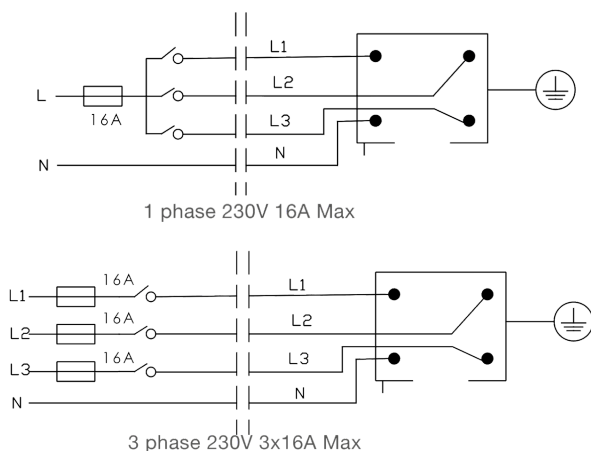 L1
L2
L
16A
L3
N
N
1 phase 230V 16A Max
L1
16A
L1
L2
16A
L2
L3
16A
L3
N
N
3 phase 230V 3x16A Max